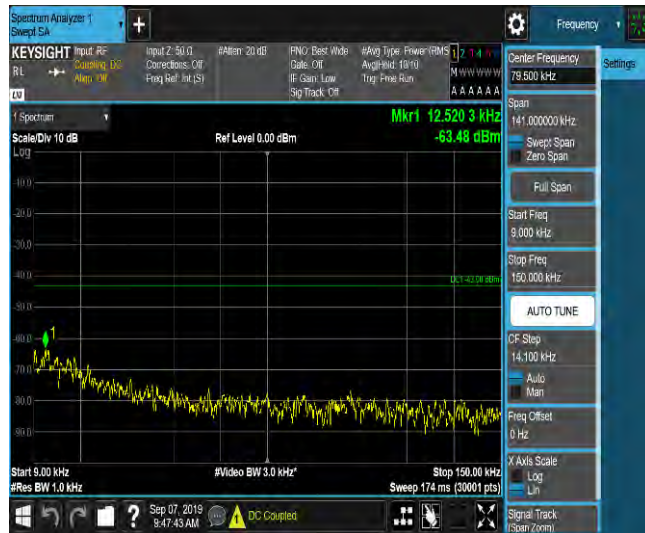 Spectrum Analyzer 1
Swept SA
+
Frequency
KEYSIGHT
Input: RF
Coupling: DC
Align: Off
RL
Input Z: 50 Ω
Corrections: Off
Freq Ref: Int (S)
#Atten: 20 dB
PNO: Best Wide
Gate: Off
IF Gain: Low
Sig Track: Off
#Avg Type: Power (RMS
Avg|Hold: 10/10
Trig: Free Run
M W W W W W
A A A A A A
1 Spectrum
Scale/Div 10 dB
Log
Ref Level 0.00 dBm
Mkr1 12.520 3 kHz
-63.48 dBm
-10.0
-20.0
-30.0
-40.0
-50.0
-60.0
-70.0
-80.0
-90.0
1
Start 9.00 kHz
#Res BW 1.0 kHz
#Video BW 3.0 kHz*
Stop 150.00 kHz
Sweep 174 ms (30001 pts)
Center Frequency
79.500 kHz
Settings
Span
141.000000 kHz
Swept Span
Zero Span
Full Span
Start Freq
9.000 kHz
Stop Freq
150.000 kHz
AUTO TUNE
CF Step
14.100 kHz
Auto
Man
Freq Offset
0 Hz
X Axis Scale
Log
Lin
Signal Track
(Span Zoom)
?
Sep 07, 2019
9:47:43 AM
DC Coupled